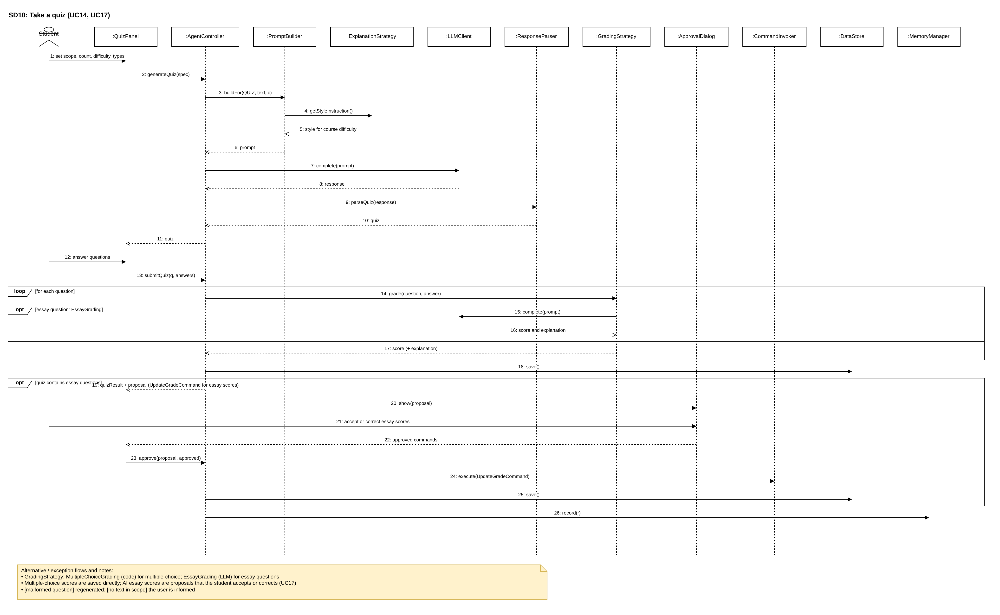 SD10: Take a quiz (UC14, UC17)
Student
:QuizPanel
:AgentController
:PromptBuilder
:ExplanationStrategy
:LLMClient
:ResponseParser
:GradingStrategy
:ApprovalDialog
:CommandInvoker
:DataStore
:MemoryManager
1: set scope, count, difficulty, types
2: generateQuiz(spec)
3: buildFor(QUIZ, text, c)
4: getStyleInstruction()
5: style for course difficulty
6: prompt
7: complete(prompt)
8: response
9: parseQuiz(response)
10: quiz
11: quiz
12: answer questions
13: submitQuiz(q, answers)
loop [for each question]
14: grade(question, answer)
opt [essay question: EssayGrading]
15: complete(prompt)
16: score and explanation
17: score (+ explanation)
18: save()
opt [quiz contains essay questions]
19: quizResult + proposal (UpdateGradeCommand for essay scores)
20: show(proposal)
21: accept or correct essay scores
22: approved commands
23: approve(proposal, approved)
24: execute(UpdateGradeCommand)
25: save()
26: record(r)
Alternative / exception flows and notes:
• GradingStrategy: MultipleChoiceGrading (code) for multiple-choice; EssayGrading (LLM) for essay questions
• Multiple-choice scores are saved directly; AI essay scores are proposals that the student accepts or corrects (UC17)
• [malformed question] regenerated; [no text in scope] the user is informed